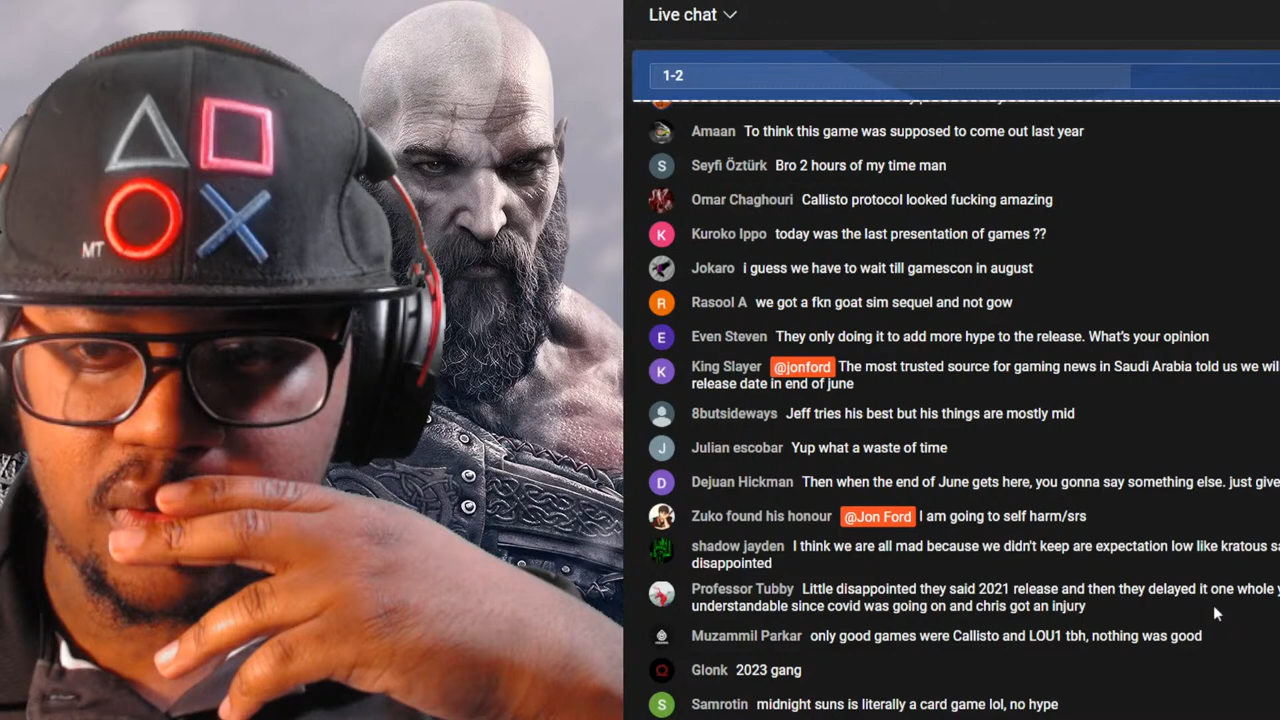 Live chat
1-2
MT
Amaan To think this game was supposed to come out last year
S Seyfi Öztürk Bro 2 hours of my time man
Omar Chaghouri Callisto protocol looked fucking amazing
K Kuroko Ippo today was the last presentation of games ??
Jokaro i guess we have to wait till gamescon in august
R Rasool A we got a fkn goat sim sequel and not gow
E Even Steven They only doing it to add more hype to the release. What's your opinion
K King Slayer @jonford The most trusted source for gaming news in Saudi Arabia told us we wil
release date in end of june
8butsideways Jeff tries his best but his things are mostly mid
J Julian escobar Yup what a waste of time
D Dejuan Hickman Then when the end of June gets here, you gonna say something else. just give
Zuko found his honour @Jon Ford I am going to self harm/srs
shadow jayden I think we are all mad because we didn't keep are expectation low like kratous sa
disappointed
Professor Tubby Little disappointed they said 2021 release and then they delayed it one whole
understandable since covid was going on and chris got an injury
Muzammil Parkar only good games were Callisto and LOU1 tbh, nothing was good
Glonk 2023 gang
S Samrotin midnight suns is literally a card game lol, no hype